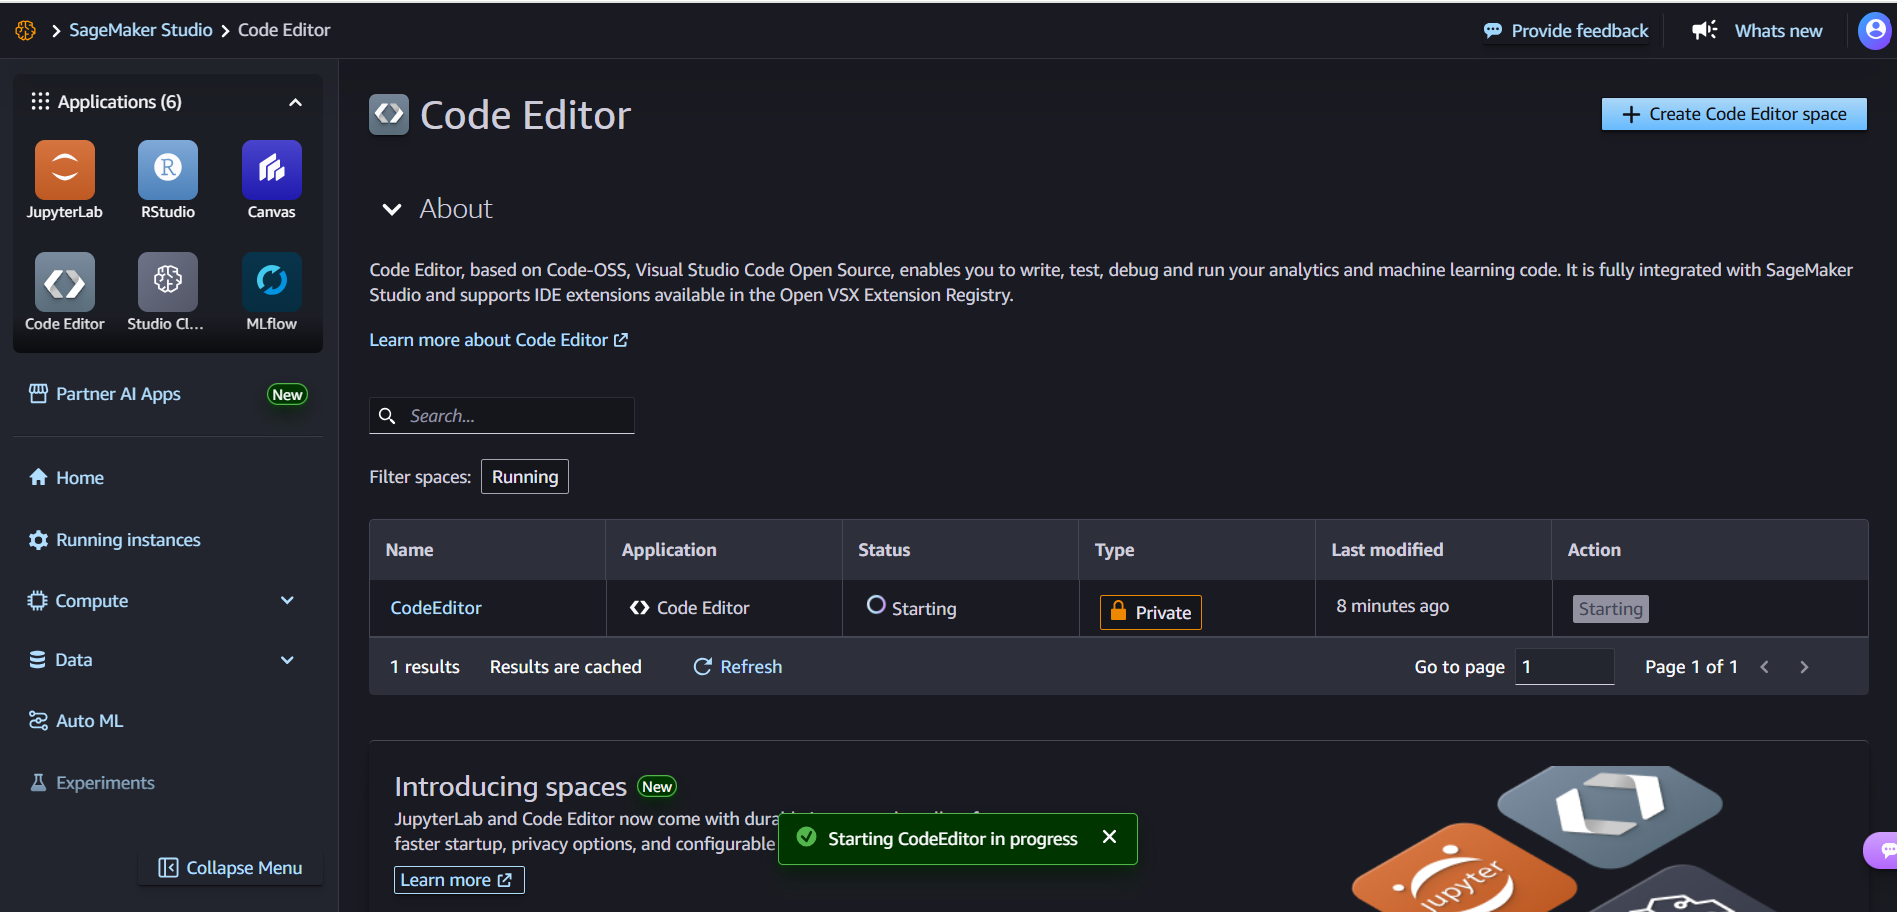 SageMaker Studio Code Editor
Provide feedback
Whats new
Applications (6)
JupyterLab
R
RStudio
Canvas
Code Editor
Studio Cl...
MLflow
Partner AI Apps
New
Home
Running instances
Compute
Data
Auto ML
Experiments
Collapse Menu
Code Editor
Create Code Editor space
About
Code Editor, based on Code-OSS, Visual Studio Code Open Source, enables you to write, test, debug and run your analytics and machine learning code. It is fully integrated with SageMaker
Studio and supports IDE extensions available in the Open VSX Extension Registry.
Learn more about Code Editor
Search...
Filter spaces: Running
Name Application Status Type Last modified Action
CodeEditor Code Editor Starting Private 8 minutes ago Starting
1 results Results are cached Refresh Go to page 1 Page 1 of 1
Introducing spaces New
JupyterLab and Code Editor now come with
faster startup, privacy options, and configurable
Learn more
Starting CodeEditor in progress
jupyter